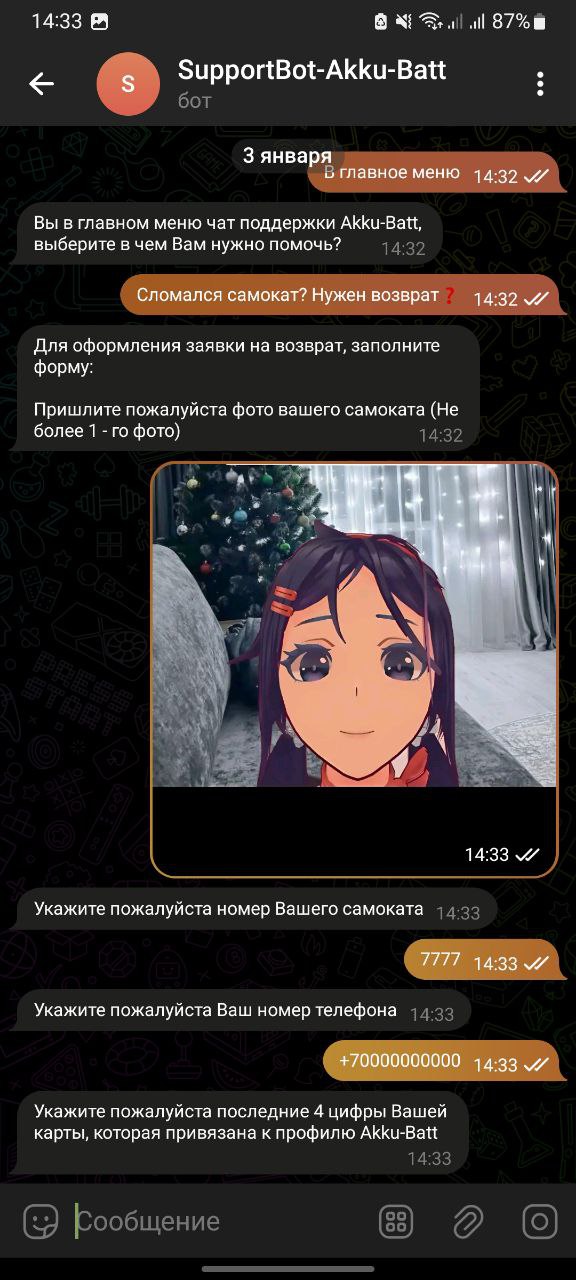 14:33
87%
SupportBot-Akku-Batt
S
бот
3 января
В главное меню 14:32
Вы в главном меню чат поддержки Akku-Batt,
выберите в чем Вам нужно помочь? 14:32
Сломался самокат? Нужен возврат❓ 14:32
Для оформления заявки на возврат, заполните
форму:
Пришлите пожалуйста фото вашего самоката (Не
более 1 - го фото) 14:32
14:33
Укажите пожалуйста номер Вашего самоката 14:33
7777 14:33
Укажите пожалуйста Ваш номер телефона 14:33
+70000000000 14:33
Укажите пожалуйста последние 4 цифры Вашей
карты, которая привязана к профилю Akku-Batt
14:33
Сообщение